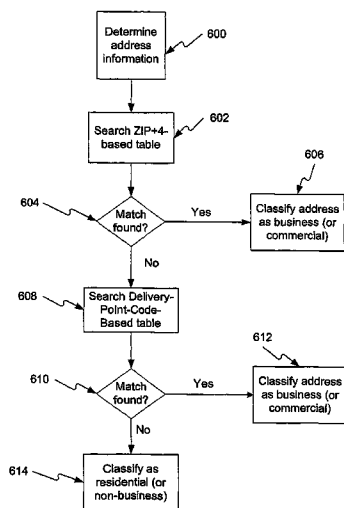 Determine
address
information
600
Search ZIP+4-
based table
602
604
Match
found?
Yes
606
Classify address
as business (or
commercial)
No
608
Search Delivery-
Point-Code-
Based table
610
Match
found?
Yes
612
Classify address
as business (or
commercial)
No
614
Classify as
residential (or
non-business)